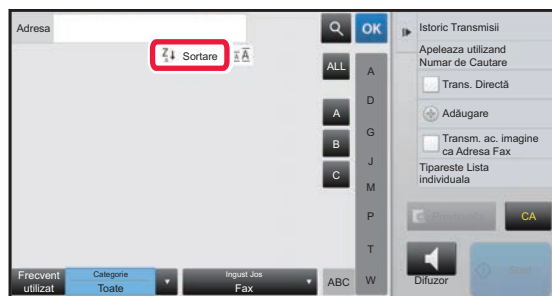 Adresa
OK
Sortare
ALL
A
B
C
A
D
G
J
M
P
T
W
ABC
Frecvent
utilizat
Categorie
Toate
Ingust Jos
Fax
Istoric Transmisii
Apeleaza utilizand
Numar de Cautare
Trans. Directă
Adăugare
Transm. ac. imagine
ca Adresa Fax
Tipareste Lista
individuala
CA
Difuzor
Start